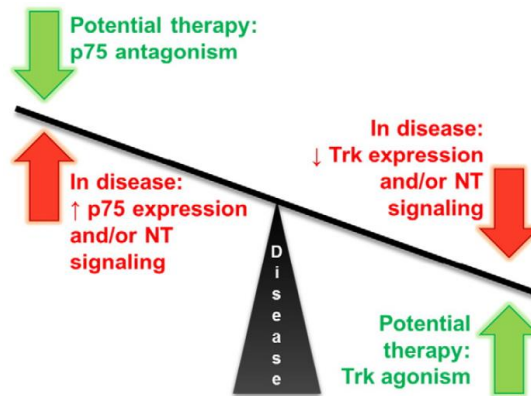 Potential therapy:
p75 antagonism
In disease:
↓ Trk expression
and/or NT
signaling
In disease:
↑ p75 expression
and/or NT
signaling
Disease
Potential
therapy:
Trk agonism